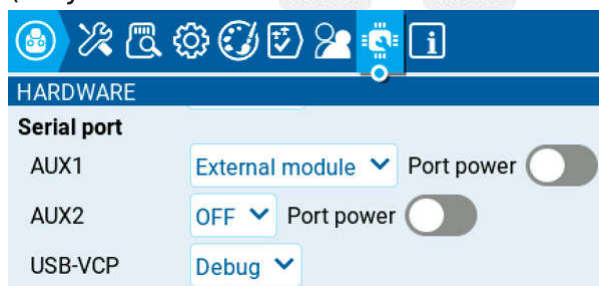 HARDWARE
Serial port
AUX1 External module Port power
AUX2 OFF Port power
USB-VCP Debug